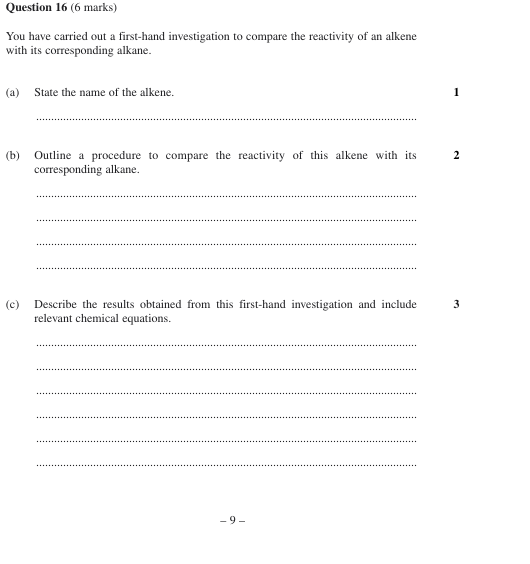 Question 16 (6 marks)
You have carried out a first-hand investigation to compare the reactivity of an alkene
with its corresponding alkane.
(a) State the name of the alkene. 1
................................................................................................................................
(b) Outline a procedure to compare the reactivity of this alkene with its 2
corresponding alkane.
................................................................................................................................
................................................................................................................................
................................................................................................................................
................................................................................................................................
(c) Describe the results obtained from this first-hand investigation and include 3
relevant chemical equations.
................................................................................................................................
................................................................................................................................
................................................................................................................................
................................................................................................................................
................................................................................................................................
................................................................................................................................
– 9 –